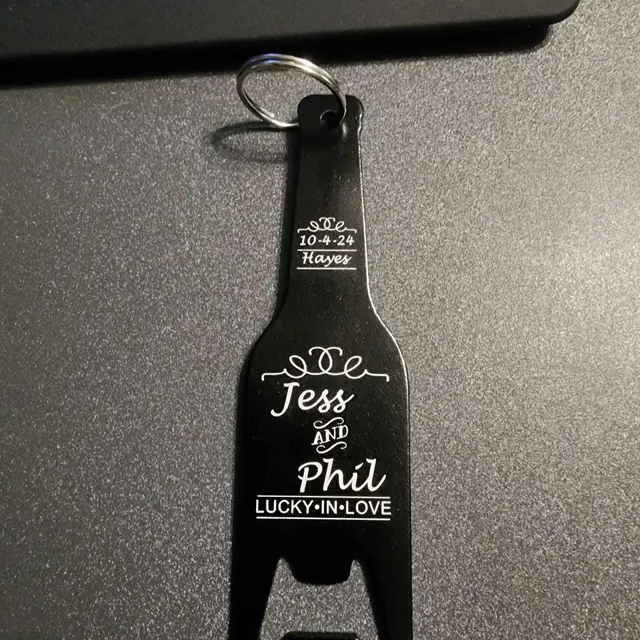 10-4-24
Hayes
Jess
AND
Phil
LUCKY•IN•LOVE